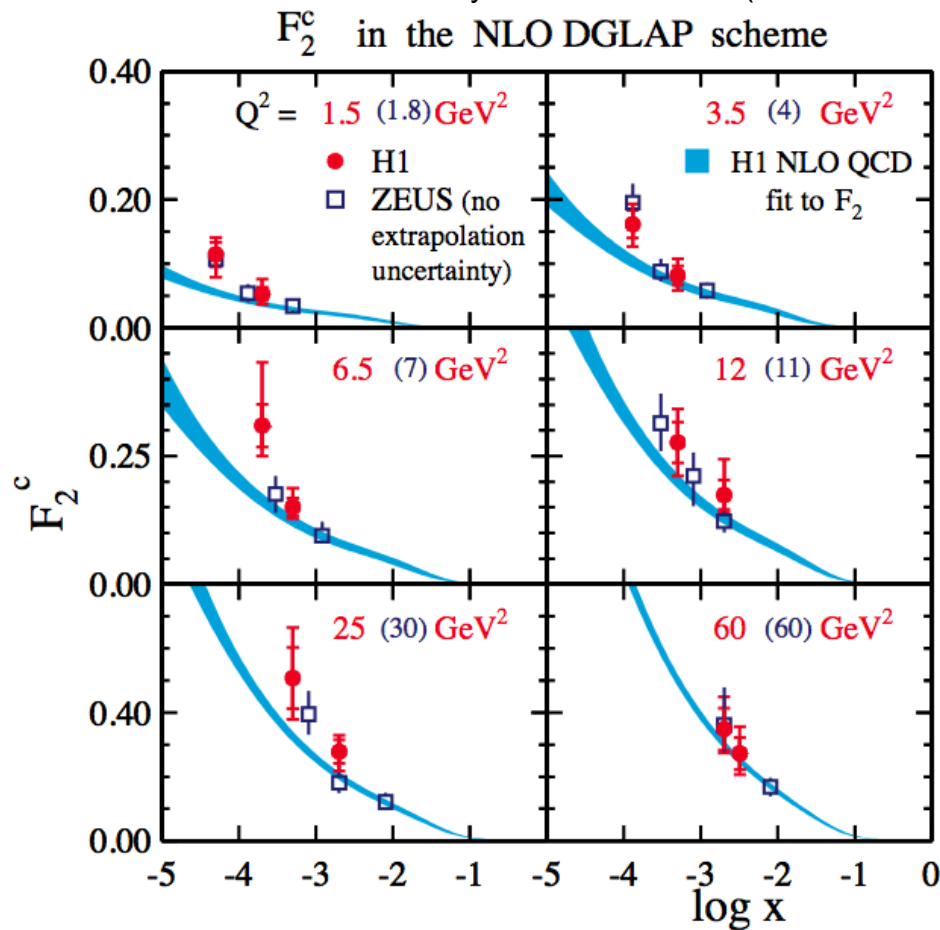 F₂ᶜ in the NLO DGLAP scheme
0.40
Q² = 1.5 (1.8) GeV²
3.5 (4) GeV²
H1
H1 NLO QCD
fit to F₂
0.20
ZEUS (no
extrapolation
uncertainty)
0.00
6.5 (7) GeV²
12 (11) GeV²
0.25
F₂ᶜ
0.00
25 (30) GeV²
60 (60) GeV²
0.40
0.00
-5 -4 -3 -2 -1 -5 -4 -3 -2 -1 0
log x